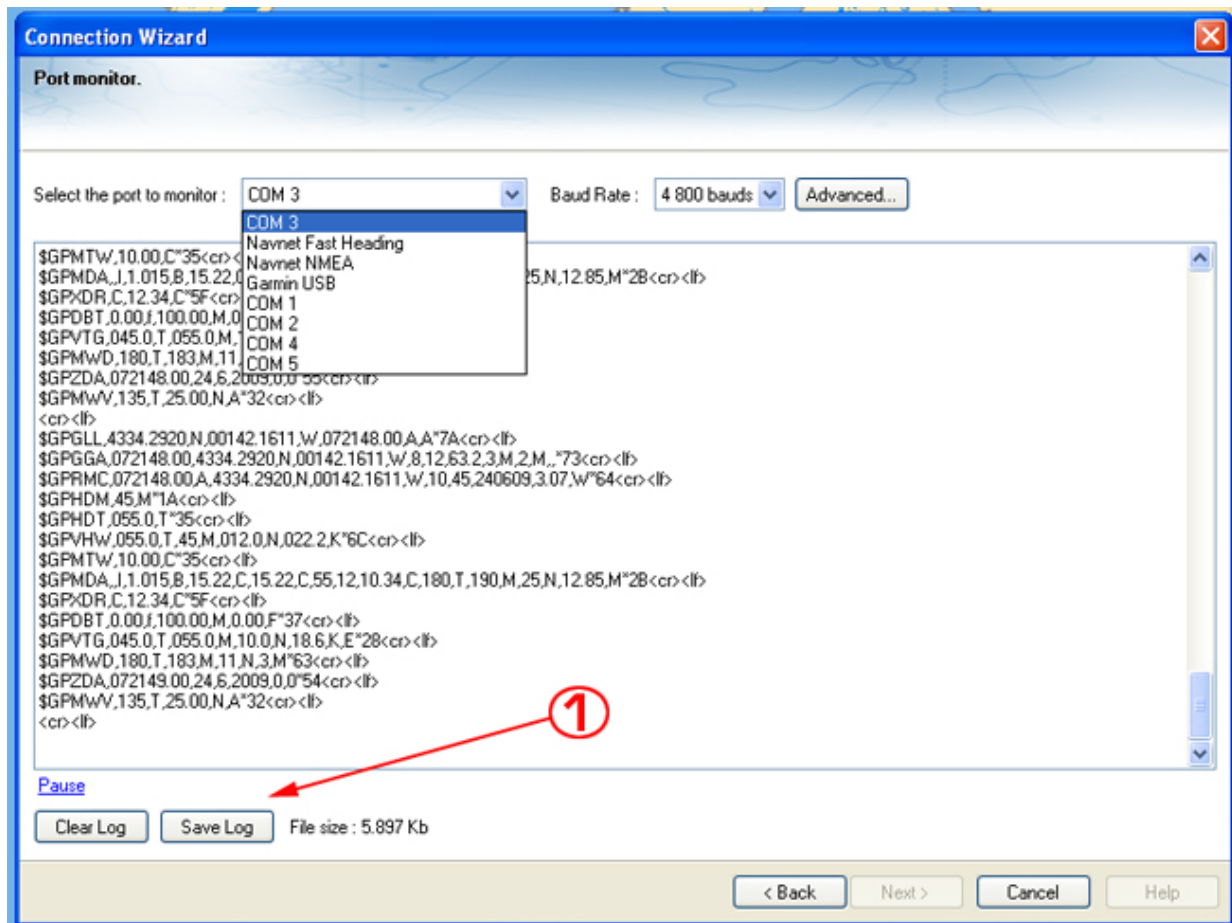 Connection Wizard
Port monitor.
Select the port to monitor : COM 3 Baud Rate : 4 800 bauds Advanced...
COM 3
Navnet Fast Heading
Navnet NMEA
Garmin USB
COM 1
COM 2
COM 4
COM 5
$GPMTW,10.00,C*35<cr><
$GPMDA,,I,1.015,B,15.22, 25,N,12.85,M*2B<cr><lf>
$GPXDR,C,12.34,C*5F<cr>
$GPDBT,0.00,f,100.00,M,0
$GPVTG,045.0,T,055.0,M,
$GPMWD,180,T,183,M,11,
$GPZDA,072148.00,24,6,2009,0,0*55<cr><lf>
$GPMWV,135,T,25.00,N,A*32<cr><lf>
<cr><lf>
$GPGLL,4334.2920,N,00142.1611,W,072148.00,A,A*7A<cr><lf>
$GPGGA,072148.00,4334.2920,N,00142.1611,W,8,12,63.2,3,M,2,M,,*73<cr><lf>
$GPRMC,072148.00,A,4334.2920,N,00142.1611,W,10,45,240609,3.07,W*64<cr><lf>
$GPHDM,45,M*1A<cr><lf>
$GPHDT,055.0,T*35<cr><lf>
$GPVHW,055.0,T,45,M,012.0,N,022.2,K*6C<cr><lf>
$GPMTW,10.00,C*35<cr><lf>
$GPMDA,,I,1.015,B,15.22,C,15.22,C,55,12,10.34,C,180,T,190,M,25,N,12.85,M*2B<cr><lf>
$GPXDR,C,12.34,C*5F<cr><lf>
$GPDBT,0.00,f,100.00,M,0.00,F*37<cr><lf>
$GPVTG,045.0,T,055.0,M,10.0,N,18.6,K,E*28<cr><lf>
$GPMWD,180,T,183,M,11,N,3,M*63<cr><lf>
$GPZDA,072149.00,24,6,2009,0,0*54<cr><lf>
$GPMWV,135,T,25.00,N,A*32<cr><lf>
<cr><lf>
1
Pause
Clear Log Save Log File size : 5.897 Kb
< Back Next > Cancel Help